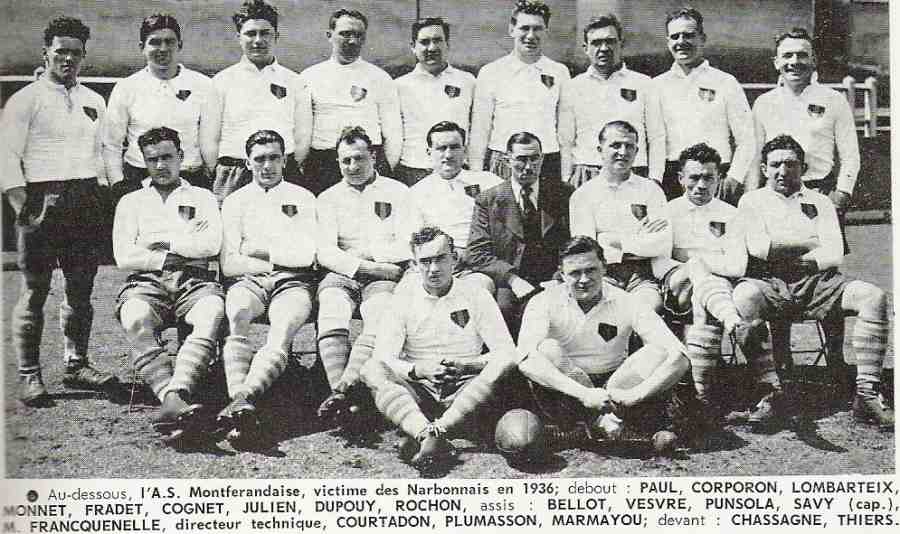 ● Au-dessous, l'A.S. Montferandaise, victime des Narbonnais en 1936; debout : PAUL, CORPORON, LOMBARTEIX,
MONNET, FRADET, COGNET, JULIEN, DUPOUY, ROCHON, assis : BELLOT, VESVRE, PUNSOLA, SAVY (cap.),
M. FRANCQUENELLE, directeur technique, COURTADON, PLUMASSON, MARMAYOU; devant : CHASSAGNE, THIERS.